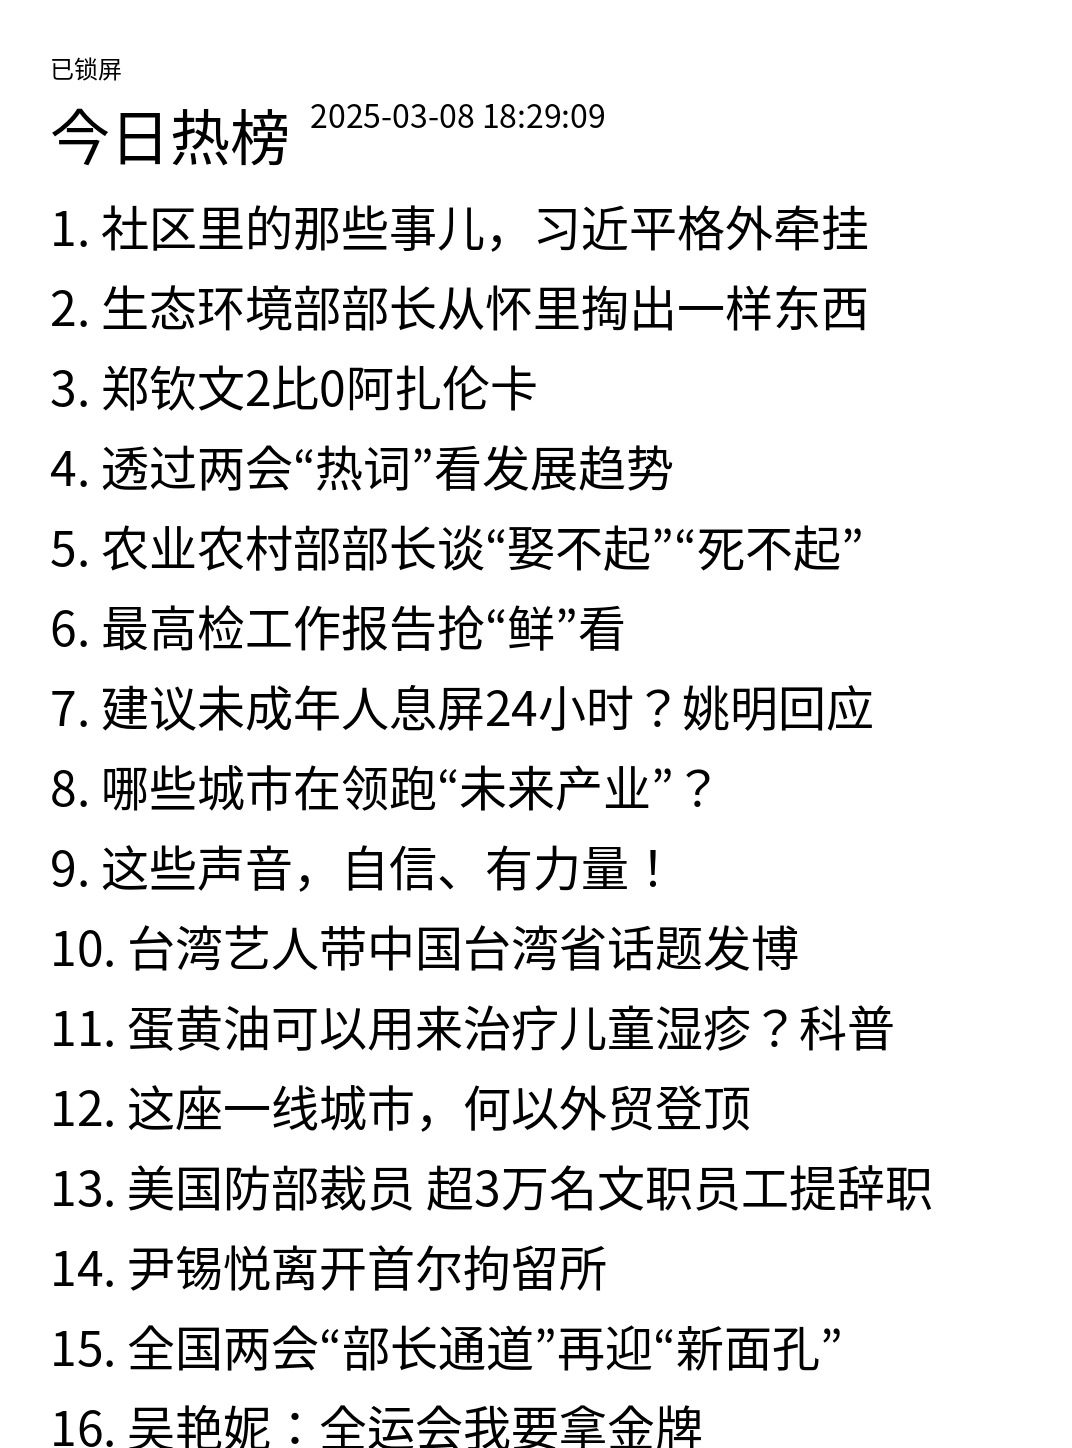 已锁屏
今日热榜 2025-03-08 18:29:09
1. 社区里的那些事儿，习近平格外牵挂
2. 生态环境部部长从怀里掏出一样东西
3. 郑钦文2比0阿扎伦卡
4. 透过两会“热词”看发展趋势
5. 农业农村部部长谈“娶不起”“死不起”
6. 最高检工作报告抢“鲜”看
7. 建议未成年人息屏24小时？姚明回应
8. 哪些城市在领跑“未来产业”？
9. 这些声音，自信、有力量！
10. 台湾艺人带中国台湾省话题发博
11. 蛋黄油可以用来治疗儿童湿疹？科普
12. 这座一线城市，何以外贸登顶
13. 美国防部裁员 超3万名文职员工提辞职
14. 尹锡悦离开首尔拘留所
15. 全国两会“部长通道”再迎“新面孔”
16. 吴艳妮：全运会我要拿金牌